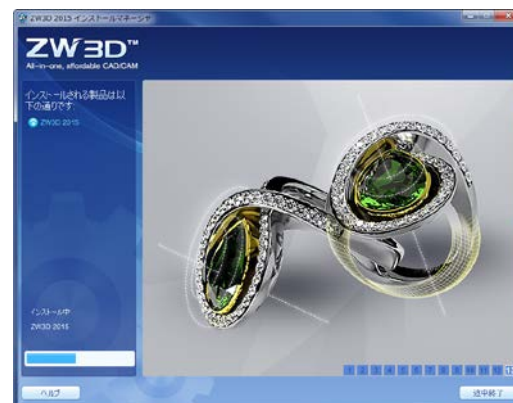 ZW3D 2015 インストールマネージャ
ZW3D™
All-in-one, affordable CAD/CAM
インストールされる製品は以
下の通りです:
ZW3D 2015
インストール中
ZW3D 2015
1 2 3 4 5 6 7 8 9 10 11 12 13
ヘルプ
途中終了